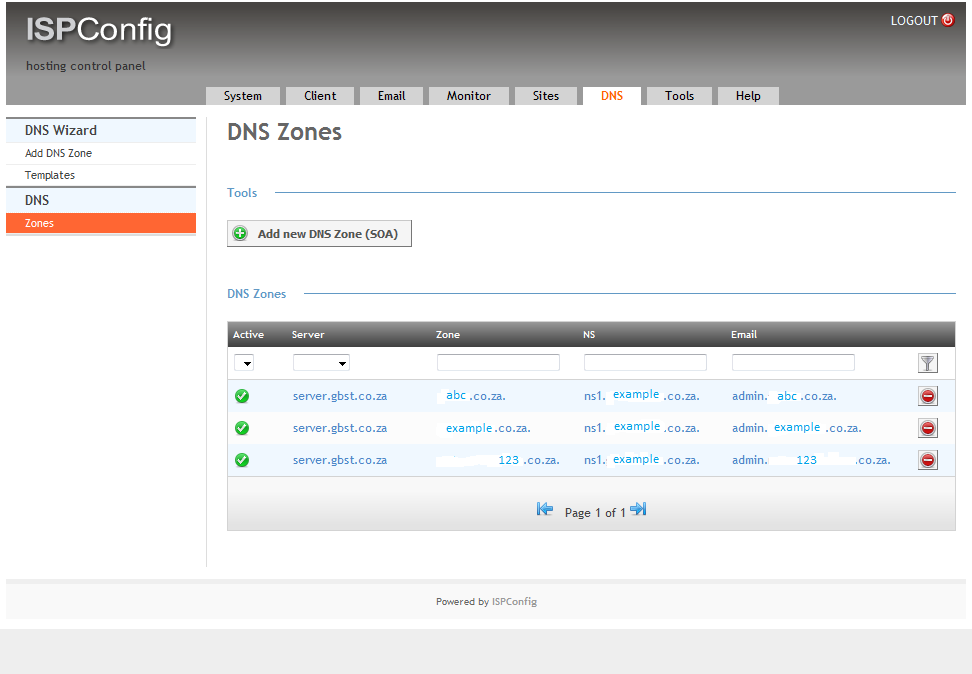 ISPConfig
LOGOUT
hosting control panel
System Client Email Monitor Sites DNS Tools Help
DNS Wizard
Add DNS Zone
Templates
DNS
Zones
DNS Zones
Tools
Add new DNS Zone (SOA)
DNS Zones
Active Server Zone NS Email
server.gbst.co.za abc .co.za. ns1. example .co.za. admin. abc .co.za.
server.gbst.co.za example .co.za. ns1. example .co.za. admin. example .co.za.
server.gbst.co.za 123 .co.za. ns1. example .co.za. admin. 123 .co.za.
Page 1 of 1
Powered by ISPConfig